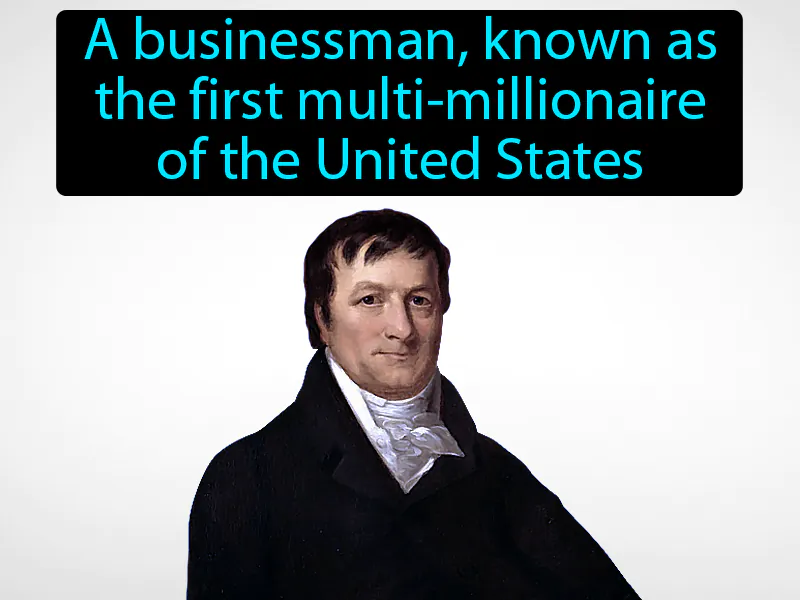 A businessman, known as
the first multi-millionaire
of the United States